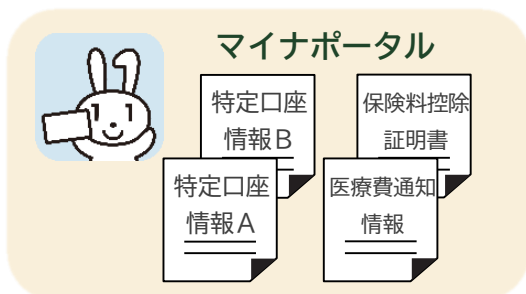 マイナポータル
特定口座
情報B
保険料控除
証明書
特定口座
情報A
医療費通知
情報